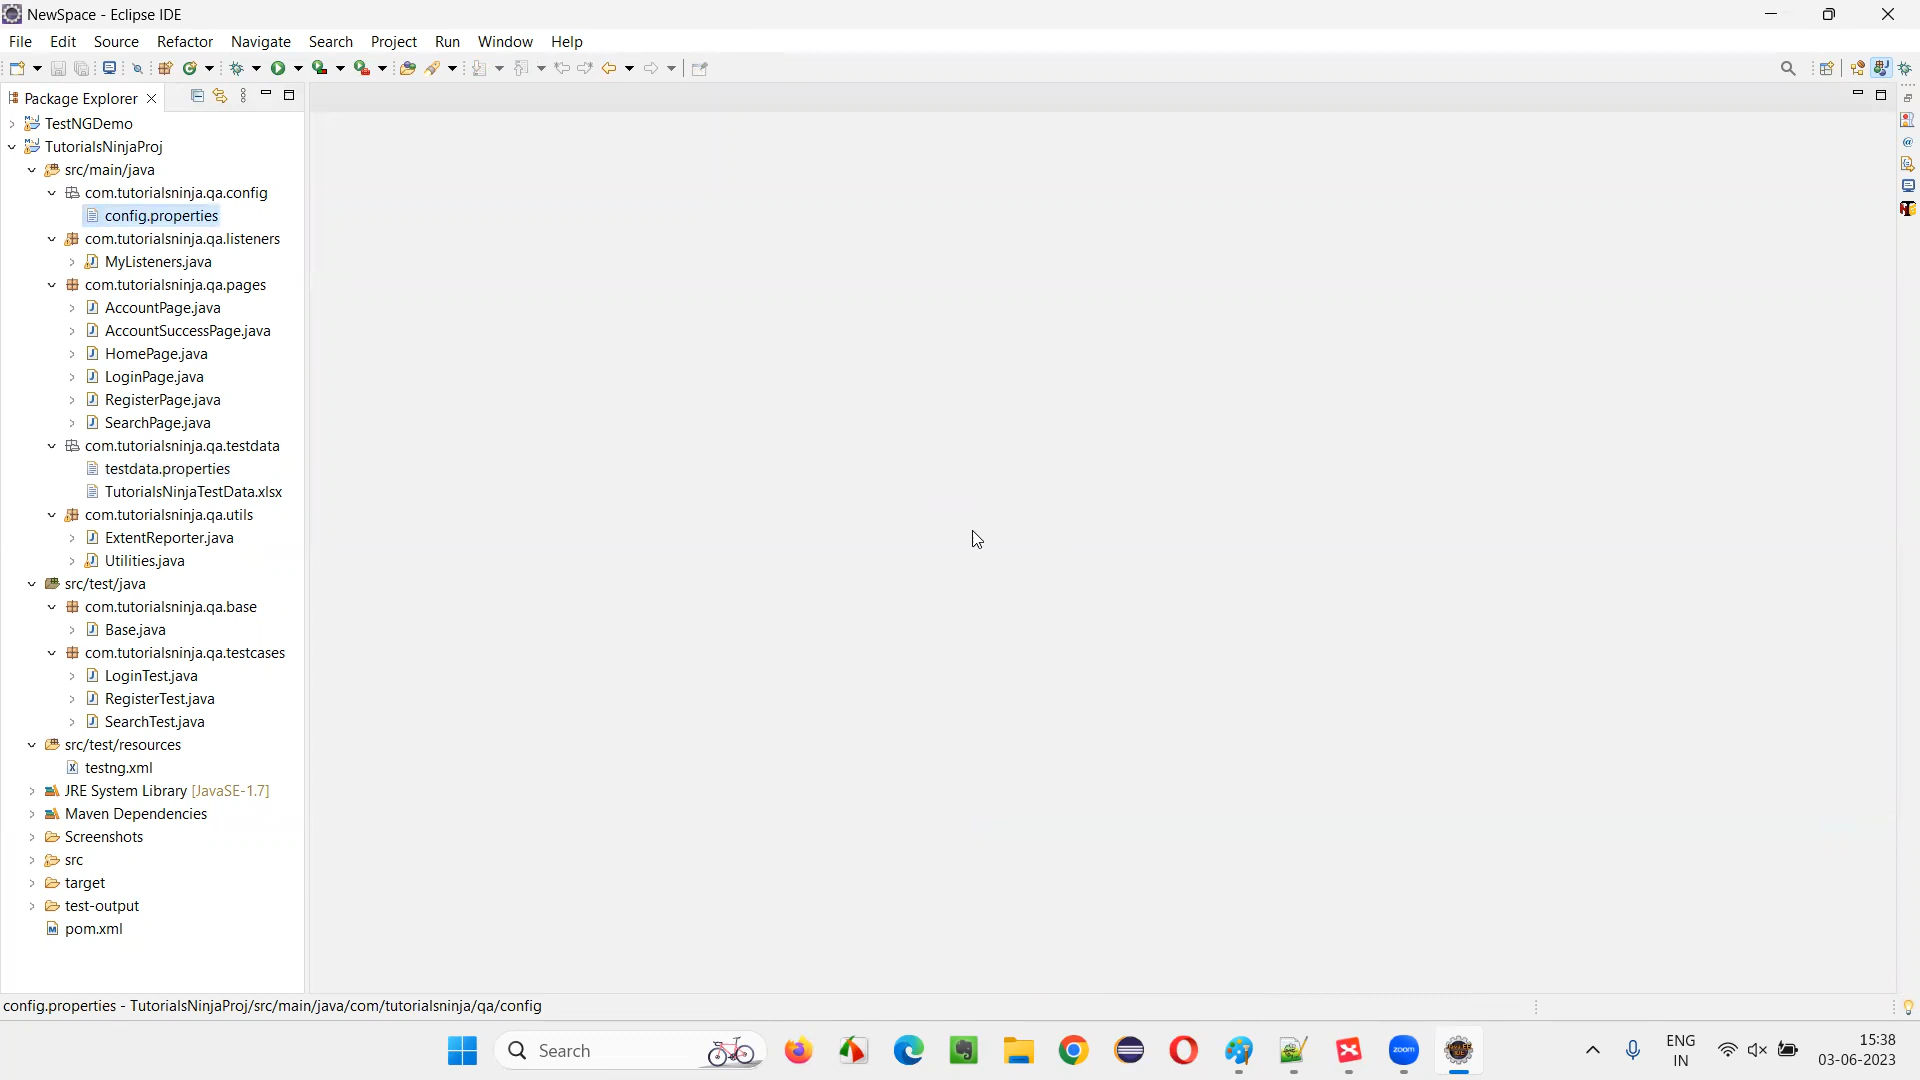 NewSpace - Eclipse IDE
File Edit Source Refactor Navigate Search Project Run Window Help
Package Explorer
TestNGDemo
TutorialsNinjaProj
src/main/java
com.tutorialsninja.qa.config
config.properties
com.tutorialsninja.qa.listeners
MyListeners.java
com.tutorialsninja.qa.pages
AccountPage.java
AccountSuccessPage.java
HomePage.java
LoginPage.java
RegisterPage.java
SearchPage.java
com.tutorialsninja.qa.testdata
testdata.properties
TutorialsNinjaTestData.xlsx
com.tutorialsninja.qa.utils
ExtentReporter.java
Utilities.java
src/test/java
com.tutorialsninja.qa.base
Base.java
com.tutorialsninja.qa.testcases
LoginTest.java
RegisterTest.java
SearchTest.java
src/test/resources
testng.xml
JRE System Library [JavaSE-1.7]
Maven Dependencies
Screenshots
src
target
test-output
pom.xml
config.properties - TutorialsNinjaProj/src/main/java/com/tutorialsninja/qa/config
Search
zoom
ENG
IN
15:38
03-06-2023